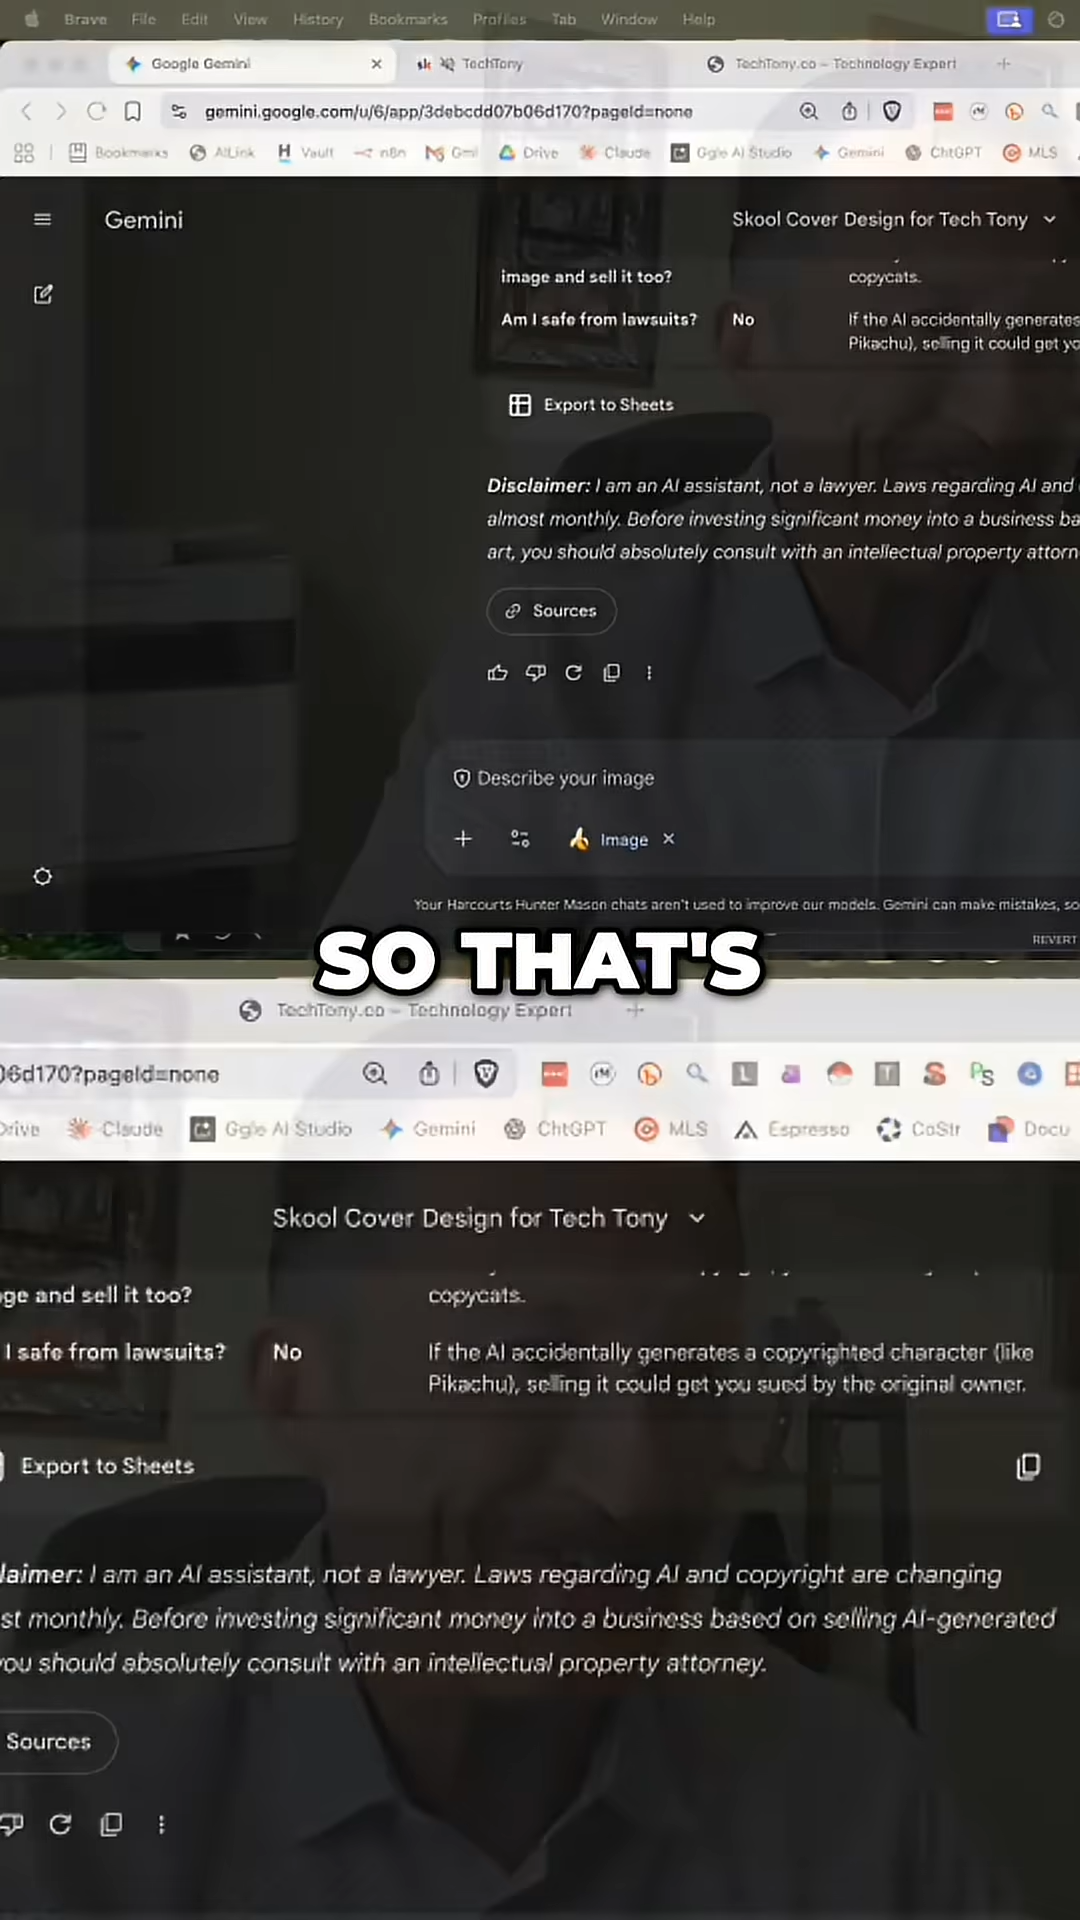 Brave File Edit View History Bookmarks Profiles Tab Window Help
Google Gemini
TechTony
TechTony.co – Technology Expert
gemini.google.com/u/6/app/3debcdd07b06d170?pageId=none
Bookmarks AILink Vault n8n Gml Drive Claude Ggle AI Studio Gemini ChtGPT MLS
Gemini
Skool Cover Design for Tech Tony
image and sell it too?
copycats.
Am I safe from lawsuits? No If the AI accidentally generates
Pikachu), selling it could get yo
Export to Sheets
Disclaimer: I am an AI assistant, not a lawyer. Laws regarding AI and
almost monthly. Before investing significant money into a business ba
art, you should absolutely consult with an intellectual property attorn
Sources
Describe your image
Image
Your Harcourts Hunter Mason chats aren't used to improve our models. Gemini can make mistakes, so
REVERT
SO THAT'S
TechTony.co – Technology Expert
06d170?pageId=none
Drive Claude Ggle AI Studio Gemini ChtGPT MLS Espresso CoStr Docu
Skool Cover Design for Tech Tony
ge and sell it too?
copycats.
I safe from lawsuits? No If the AI accidentally generates a copyrighted character (like
Pikachu), selling it could get you sued by the original owner.
Export to Sheets
laimer: I am an AI assistant, not a lawyer. Laws regarding AI and copyright are changing
st monthly. Before investing significant money into a business based on selling AI-generated
you should absolutely consult with an intellectual property attorney.
Sources